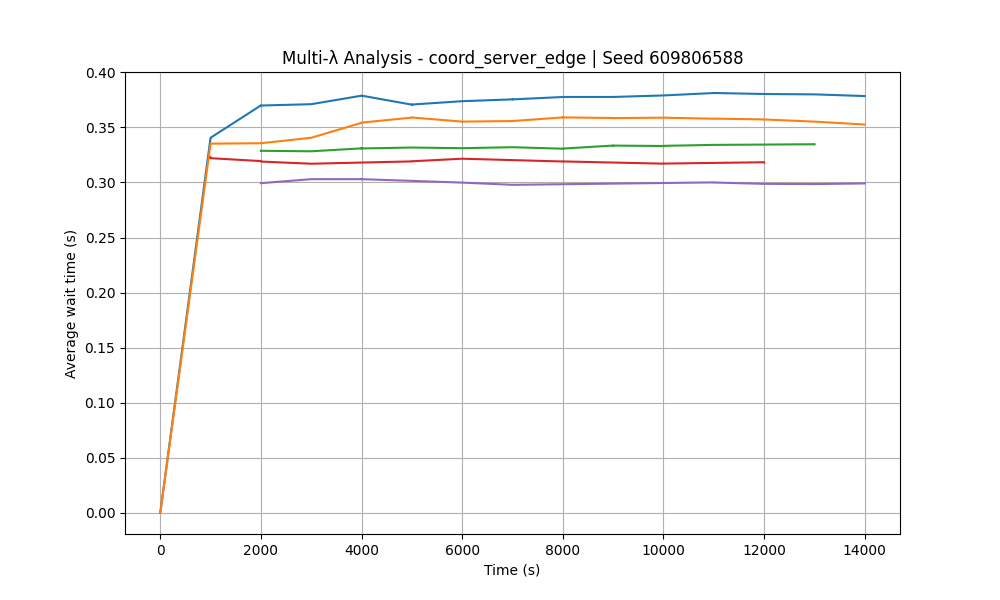 Multi-λ Analysis - coord_server_edge | Seed 609806588
0.40
0.35
0.30
0.25
0.20
0.15
0.10
0.05
0.00
Average wait time (s)
0 2000 4000 6000 8000 10000 12000 14000
Time (s)